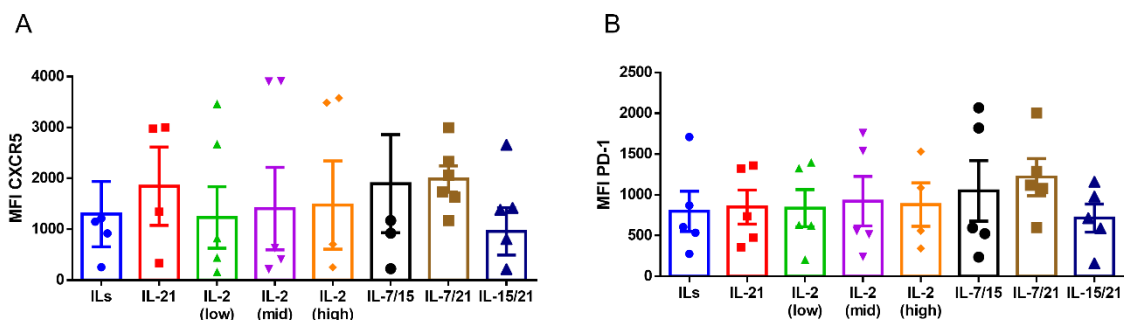 A
MFI CXCR5
4000
3000
2000
1000
0
ILs IL-21 IL-2 IL-2 IL-2 IL-7/15 IL-7/21 IL-15/21
(low) (mid) (high)
B
MFI PD-1
2500
2000
1500
1000
500
0
ILs IL-21 IL-2 IL-2 IL-2 IL-7/15 IL-7/21 IL-15/21
(low) (mid) (high)